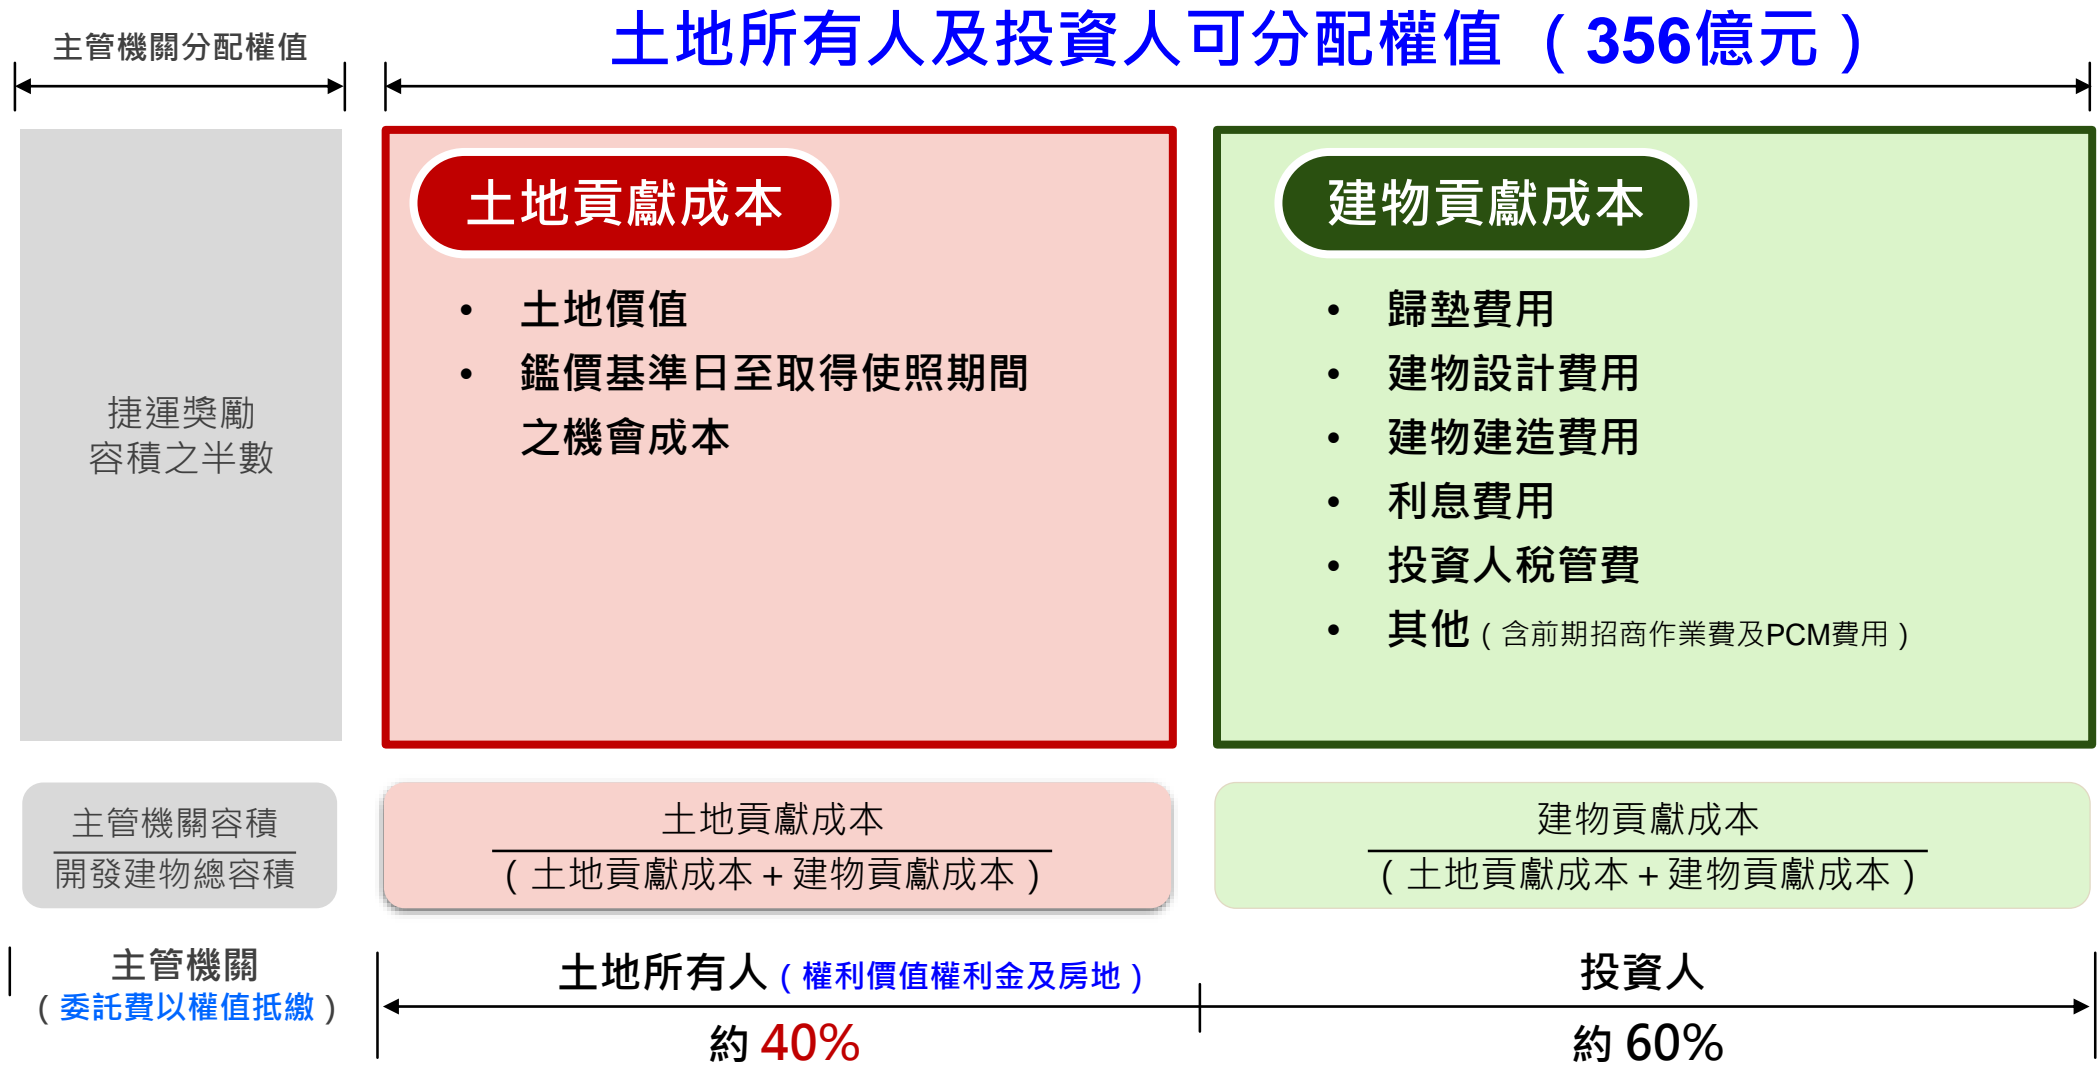 主管機關分配權值
土地所有人及投資人可分配權值（356億元）
捷運獎勵
容積之半數
土地貢獻成本
• 土地價值
• 鑑價基準日至取得使照期間
之機會成本
建物貢獻成本
• 歸墊費用
• 建物設計費用
• 建物建造費用
• 利息費用
• 投資人稅管費
• 其他（含前期招商作業費及PCM費用）
主管機關容積
開發建物總容積
土地貢獻成本
（土地貢獻成本+建物貢獻成本）
建物貢獻成本
（土地貢獻成本+建物貢獻成本）
主管機關
（委託費以權值抵繳）
土地所有人（權利價值權利金及房地）
約 40%
投資人
約 60%